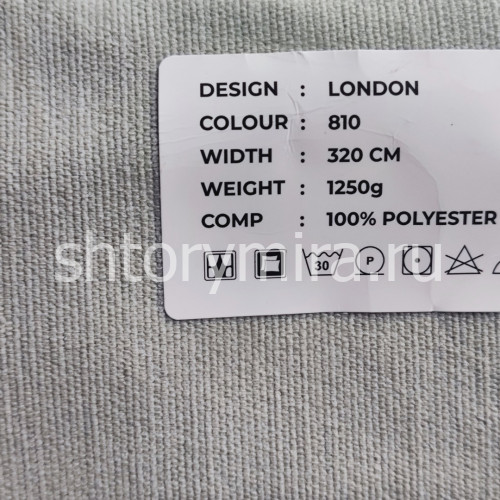 DESIGN : LONDON
COLOUR : 810
WIDTH : 320 CM
WEIGHT : 1250g
COMP : 100% POLYESTER
shtorymira.ru
30 P